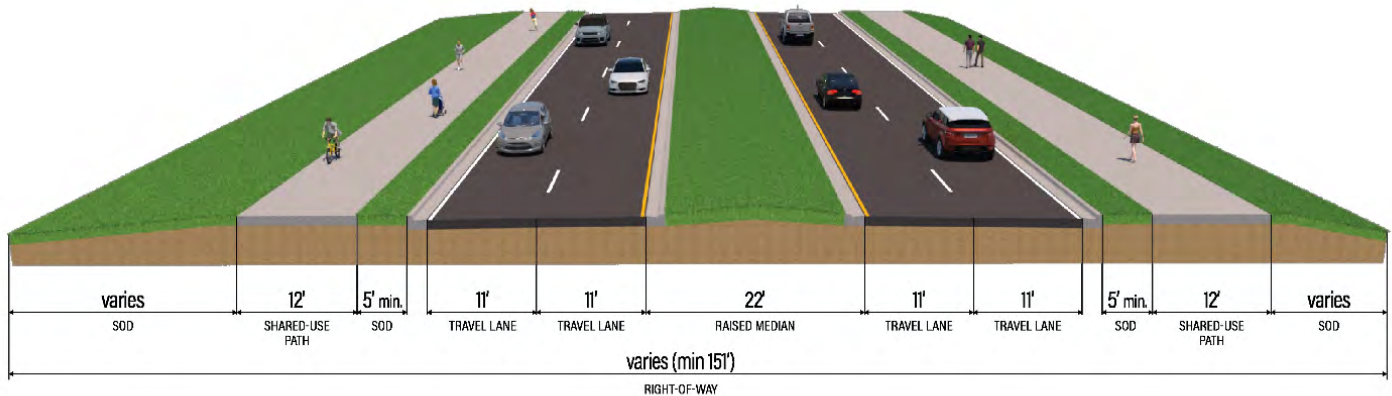 varies 12' 5' min. 11' 11' 22' 11' 11' 5' min. 12' varies
SOD SHARED-USE SOD TRAVEL LANE TRAVEL LANE RAISED MEDIAN TRAVEL LANE TRAVEL LANE SOD SHARED-USE SOD
PATH PATH
varies (min 151')
RIGHT-OF-WAY